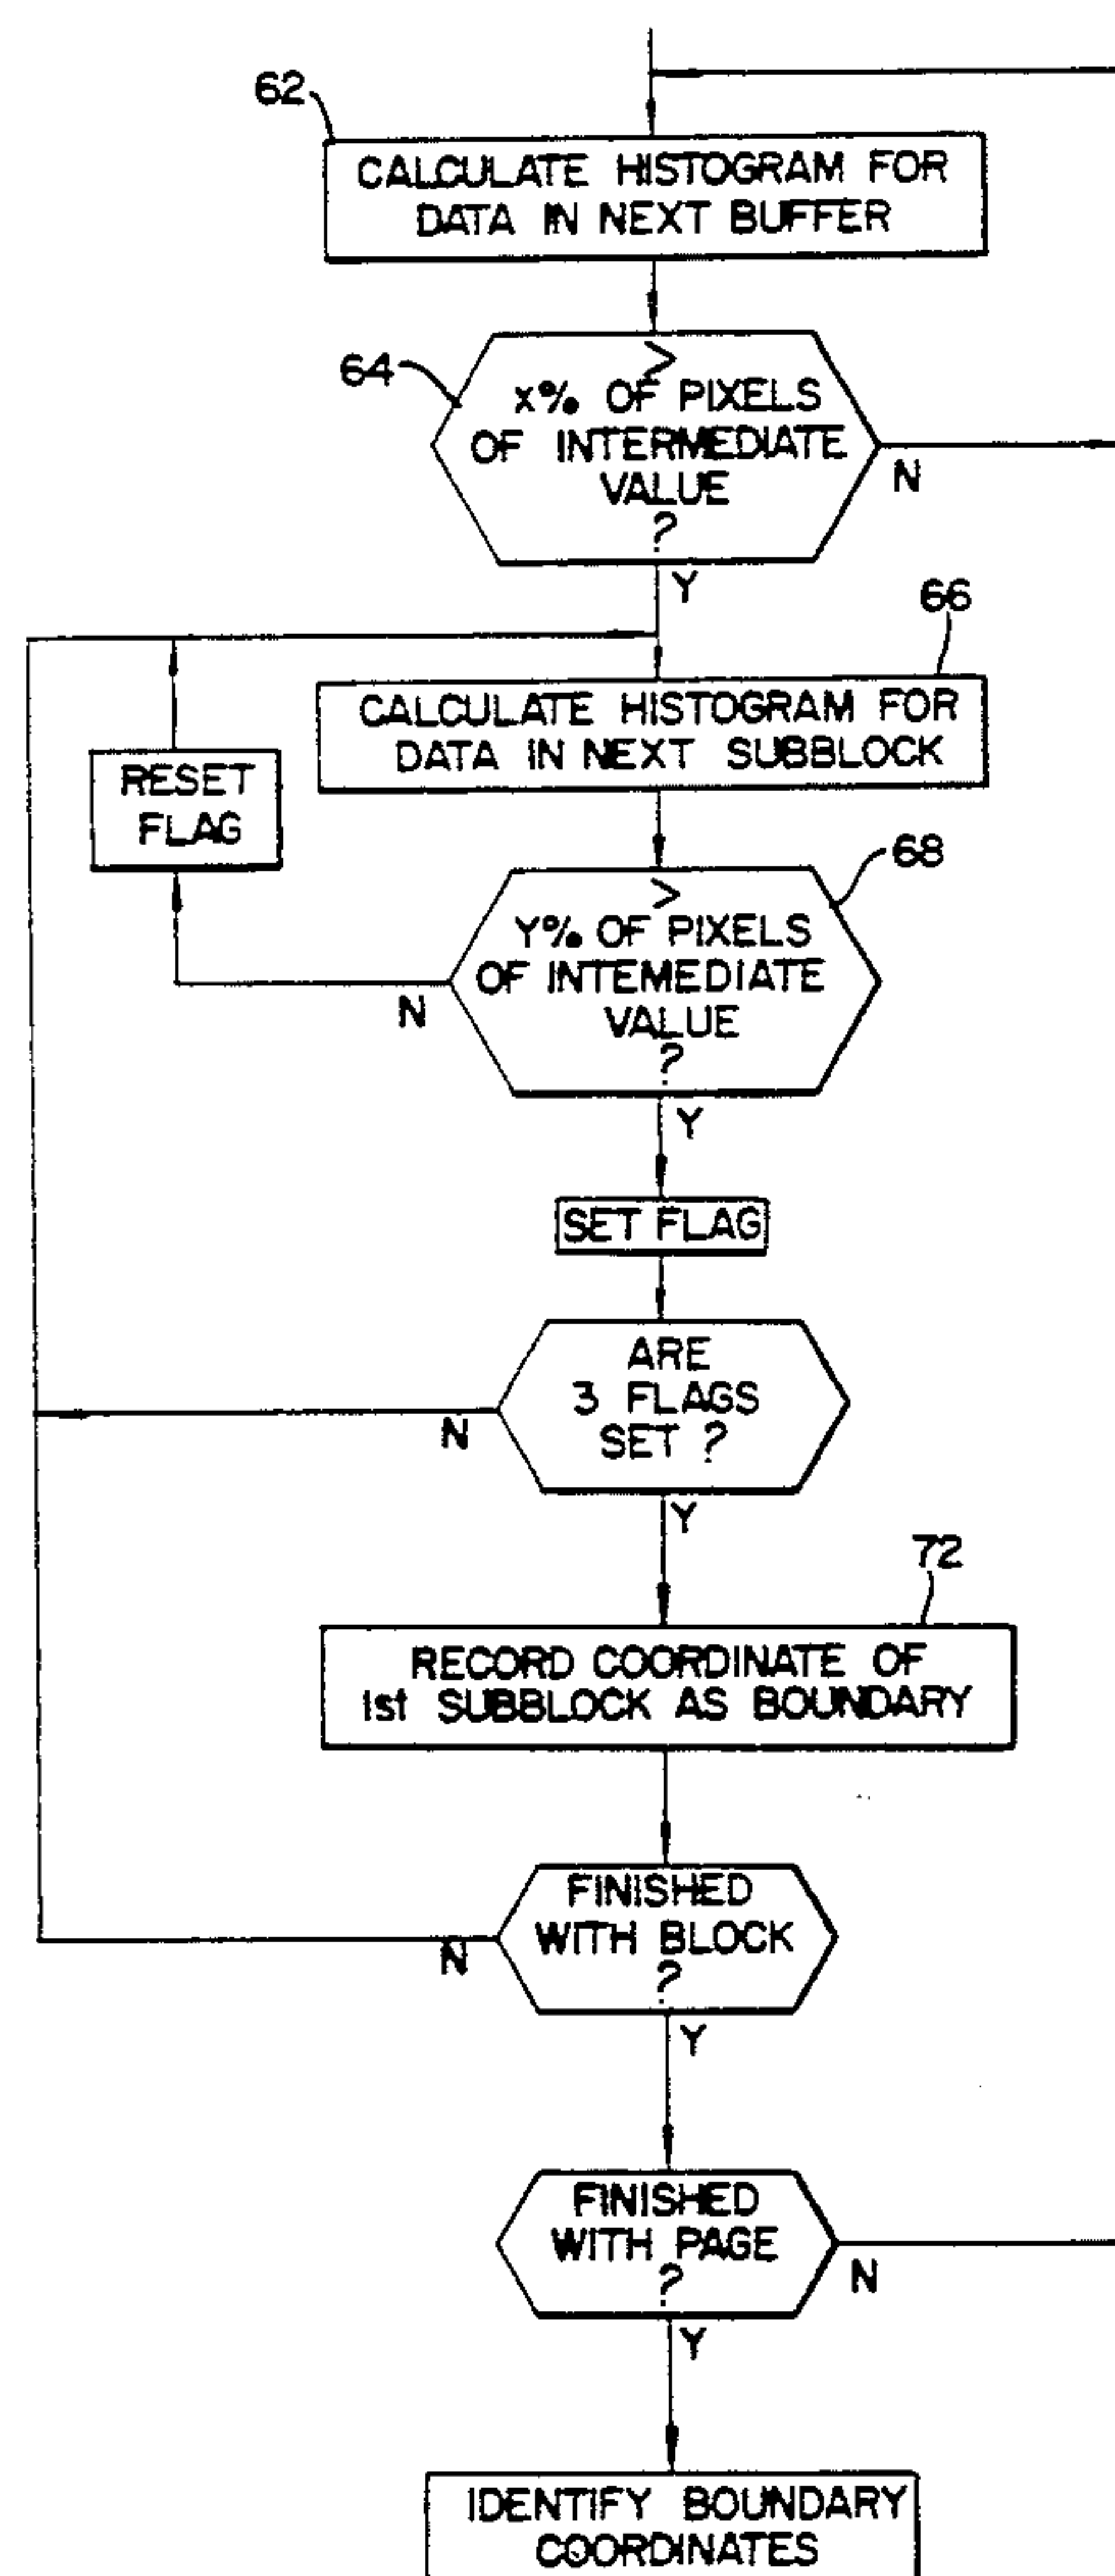 62
CALCULATE HISTOGRAM FOR
DATA IN NEXT BUFFER
64
>
X% OF PIXELS
OF INTERMEDIATE
VALUE
?
N
Y
66
CALCULATE HISTOGRAM FOR
DATA IN NEXT SUBBLOCK
RESET
FLAG
68
>
Y% OF PIXELS
OF INTEMEDIATE
VALUE
?
N
Y
SET FLAG
ARE
3 FLAGS
SET ?
N
Y
72
RECORD COORDINATE OF
1st SUBBLOCK AS BOUNDARY
FINISHED
WITH BLOCK
?
N
Y
FINISHED
WITH PAGE
?
N
Y
IDENTIFY BOUNDARY
COORDINATES